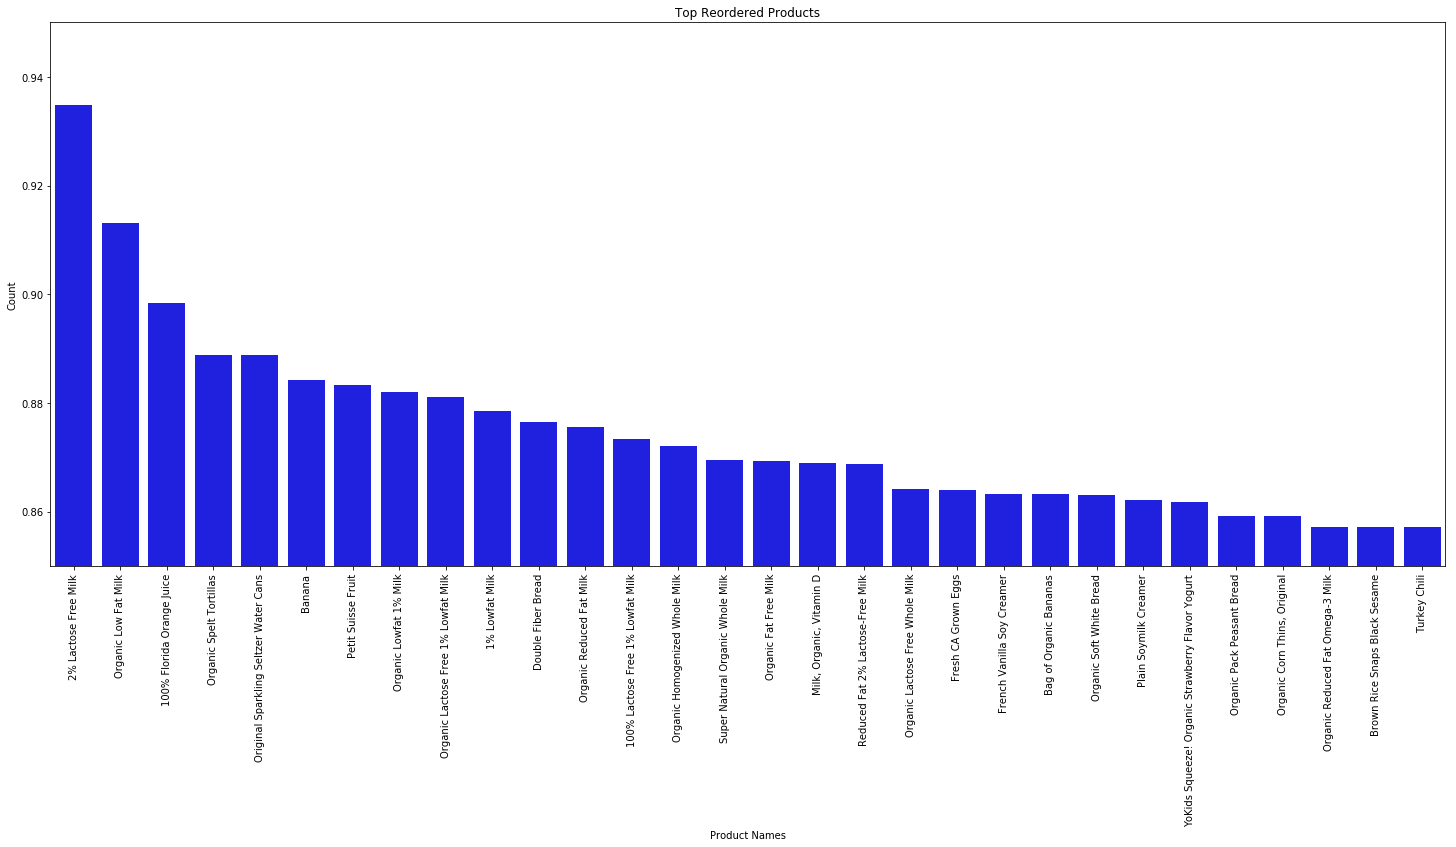 Top Reordered Products
0.94
0.92
0.90
0.88
0.86
Count
2% Lactose Free Milk
Organic Low Fat Milk
100% Florida Orange Juice
Organic Spelt Tortillas
Original Sparkling Seltzer Water Cans
Banana
Petit Suisse Fruit
Organic Lowfat 1% Milk
Organic Lactose Free 1% Lowfat Milk
1% Lowfat Milk
Double Fiber Bread
Organic Reduced Fat Milk
100% Lactose Free 1% Lowfat Milk
Organic Homogenized Whole Milk
Super Natural Organic Whole Milk
Organic Fat Free Milk
Milk, Organic, Vitamin D
Reduced Fat 2% Lactose-Free Milk
Organic Lactose Free Whole Milk
Fresh CA Grown Eggs
French Vanilla Soy Creamer
Bag of Organic Bananas
Organic Soft White Bread
Plain Soymilk Creamer
YoKids Squeeze! Organic Strawberry Flavor Yogurt
Organic Pack Peasant Bread
Organic Corn Thins, Original
Organic Reduced Fat Omega-3 Milk
Brown Rice Snaps Black Sesame
Turkey Chili
Product Names